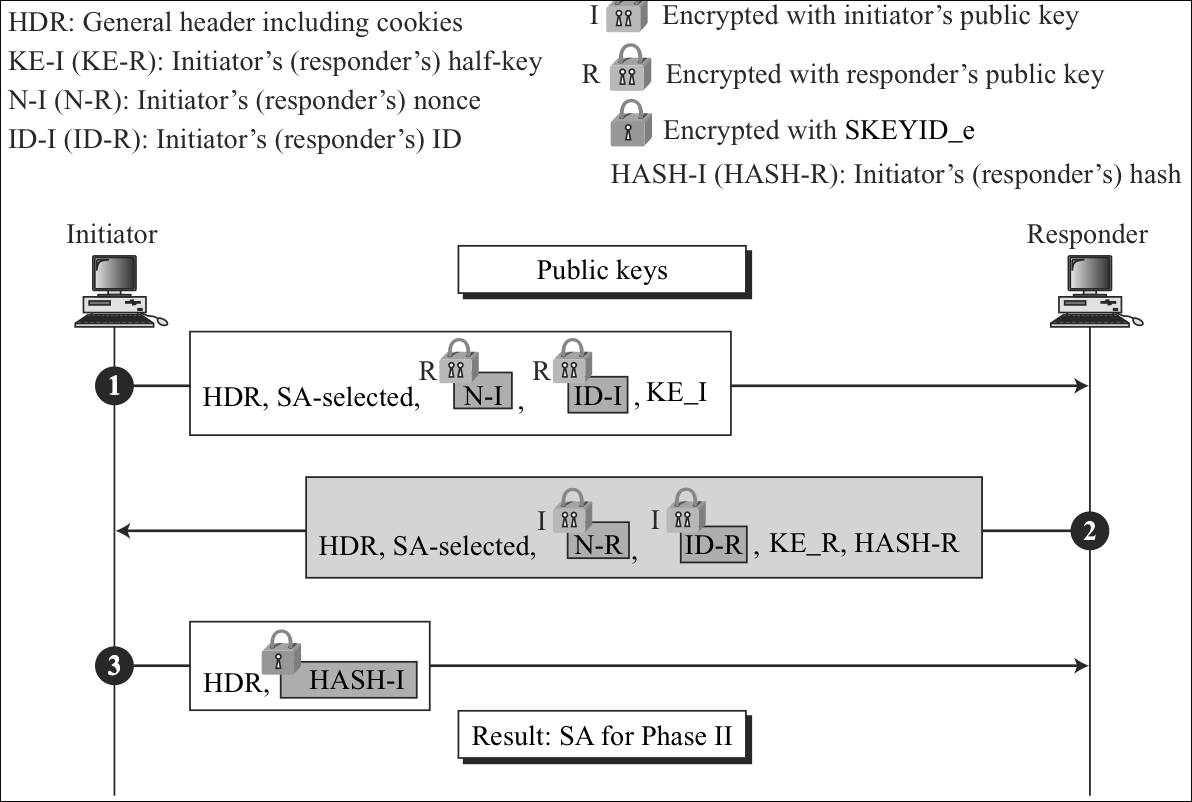 HDR: General header including cookies
KE-I (KE-R): Initiator’s (responder’s) half-key
N-I (N-R): Initiator’s (responder’s) nonce
ID-I (ID-R): Initiator’s (responder’s) ID
I Encrypted with initiator’s public key
R Encrypted with responder’s public key
Encrypted with SKEYID_e
HASH-I (HASH-R): Initiator’s (responder’s) hash
Initiator
Responder
Public keys
1 HDR, SA-selected, R N-I , R ID-I , KE_I
HDR, SA-selected, I N-R , I ID-R , KE_R, HASH-R 2
3 HDR, HASH-I
Result: SA for Phase II